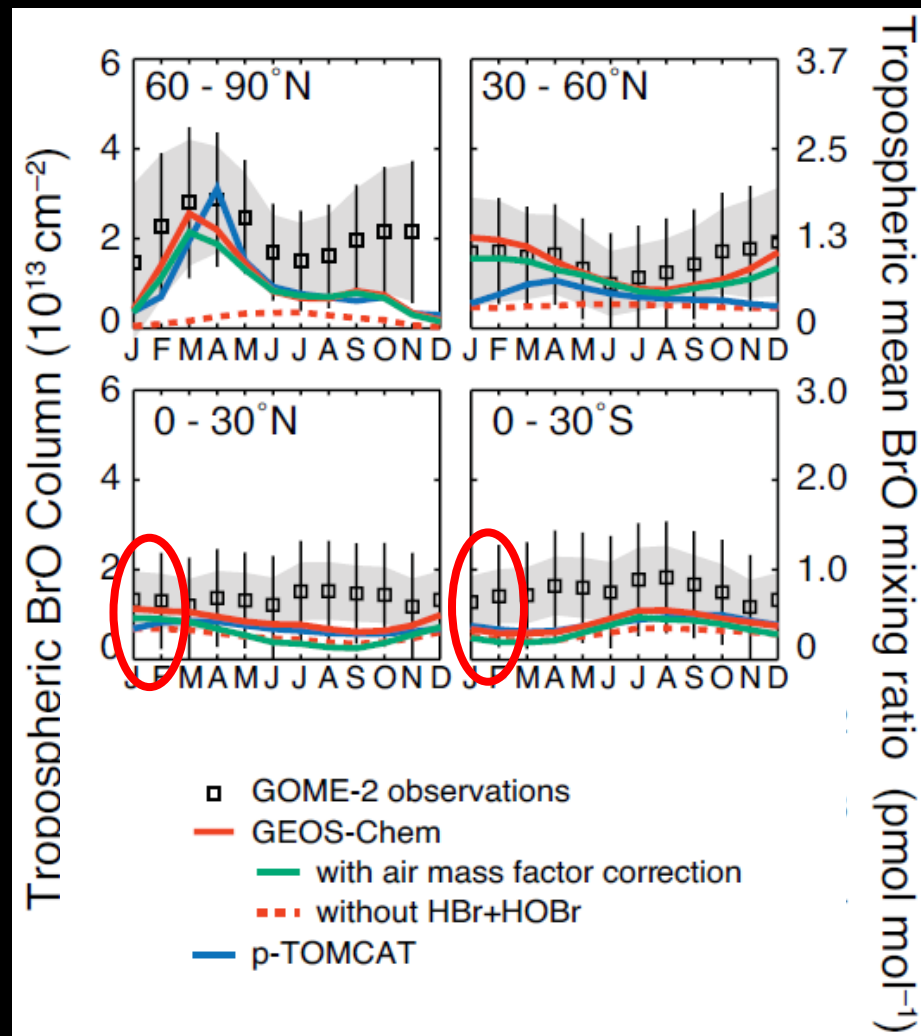 Tropospheric BrO Column (10¹³ cm⁻²)
60 - 90°N
6
4
2
0
J F M A M J J A S O N D
30 - 60°N
3.7
2.5
1.3
0
J F M A M J J A S O N D
0 - 30°N
6
4
2
0
J F M A M J J A S O N D
0 - 30°S
3.0
2.0
1.0
0
J F M A M J J A S O N D
Tropospheric mean BrO mixing ratio (pmol mol⁻¹)
GOME-2 observations
GEOS-Chem
with air mass factor correction
without HBr+HOBr
p-TOMCAT